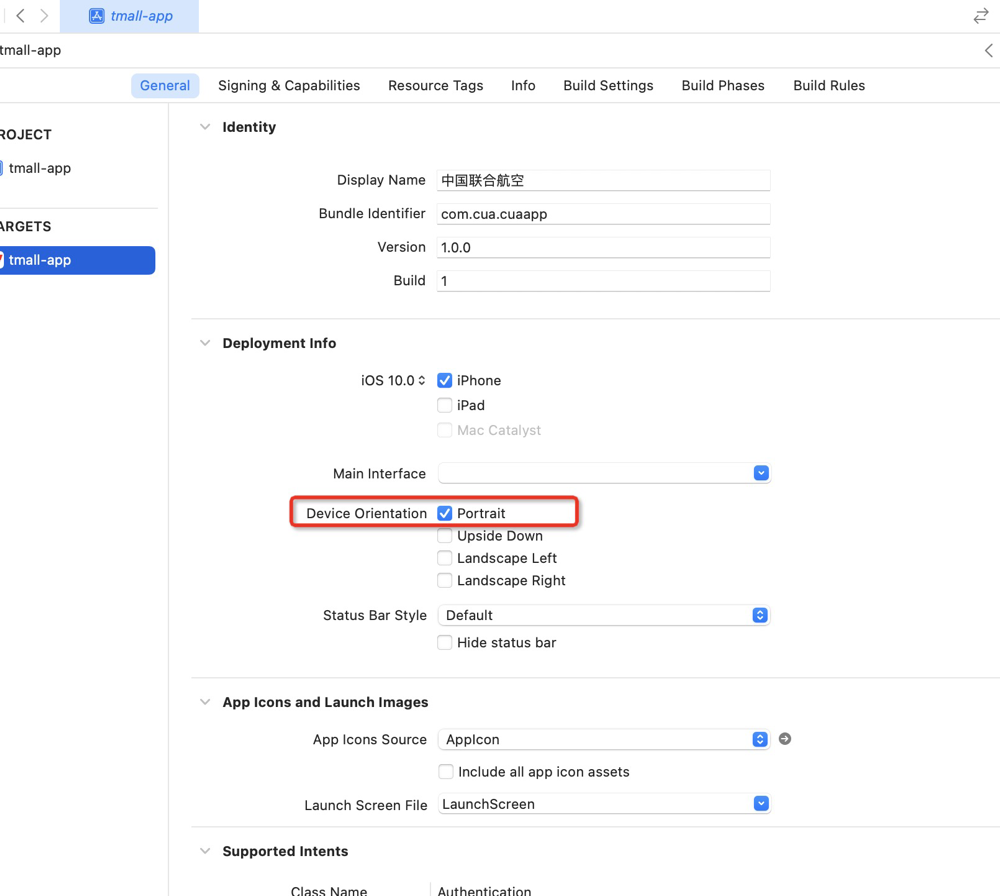 tmall-app
tmall-app
General Signing & Capabilities Resource Tags Info Build Settings Build Phases Build Rules
ROJECT
tmall-app
ARGETS
tmall-app
Identity
Display Name 中国联合航空
Bundle Identifier com.cua.cuaapp
Version 1.0.0
Build 1
Deployment Info
iOS 10.0 iPhone
iPad
Mac Catalyst
Main Interface
Device Orientation Portrait
Upside Down
Landscape Left
Landscape Right
Status Bar Style Default
Hide status bar
App Icons and Launch Images
App Icons Source AppIcon
Include all app icon assets
Launch Screen File LaunchScreen
Supported Intents
Class Name Authentication